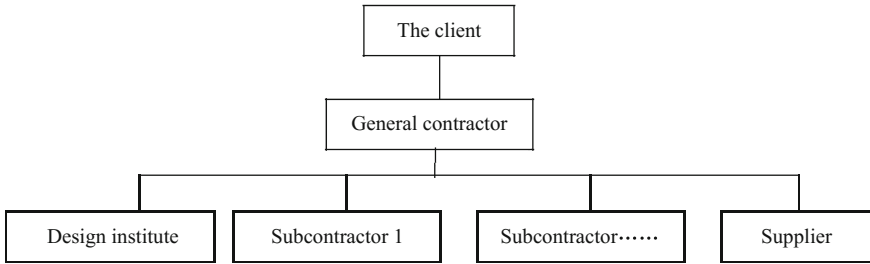 The client
General contractor
Design institute
Subcontractor 1
Subcontractor⋯⋯
Supplier